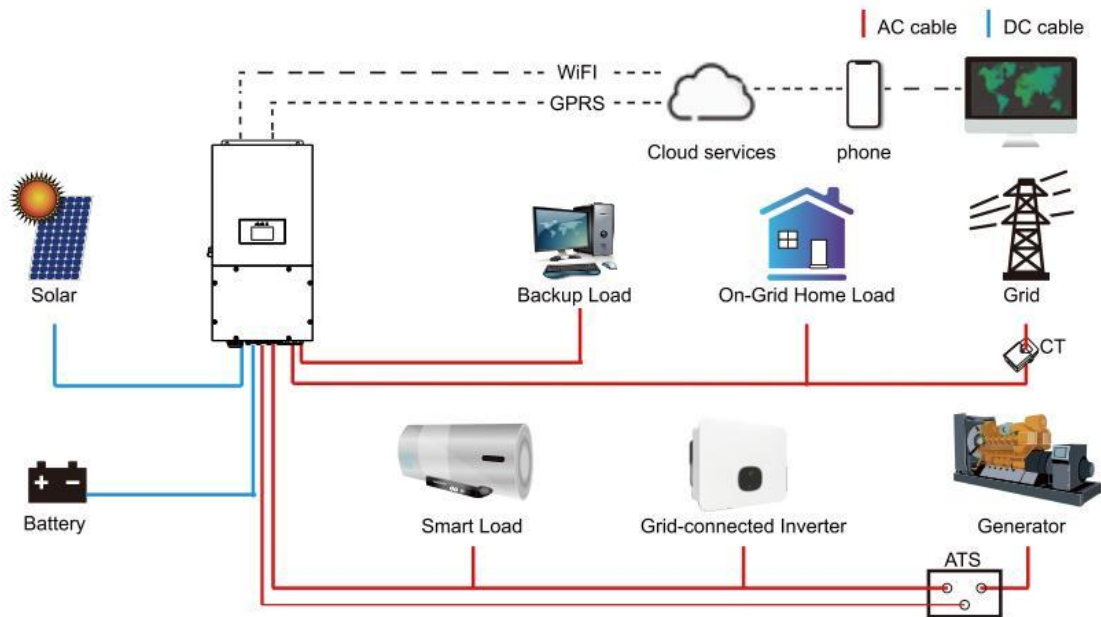 AC cable
DC cable
WiFI
GPRS
Cloud services
phone
Solar
Backup Load
On-Grid Home Load
Grid
CT
Battery
Smart Load
Grid-connected Inverter
Generator
ATS